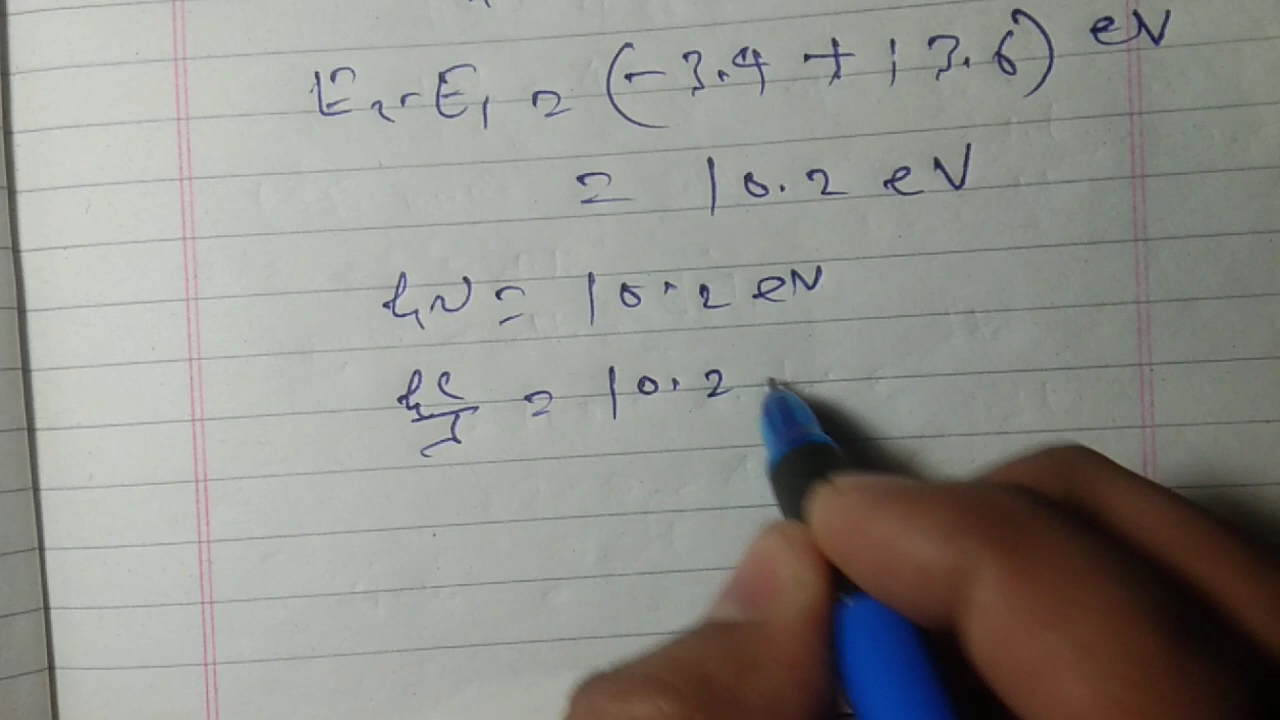 E₂-E₁ = (-3.4 + 13.6) eV
= 10.2 eV
hν = 10.2 eV
hc/λ = 10.2